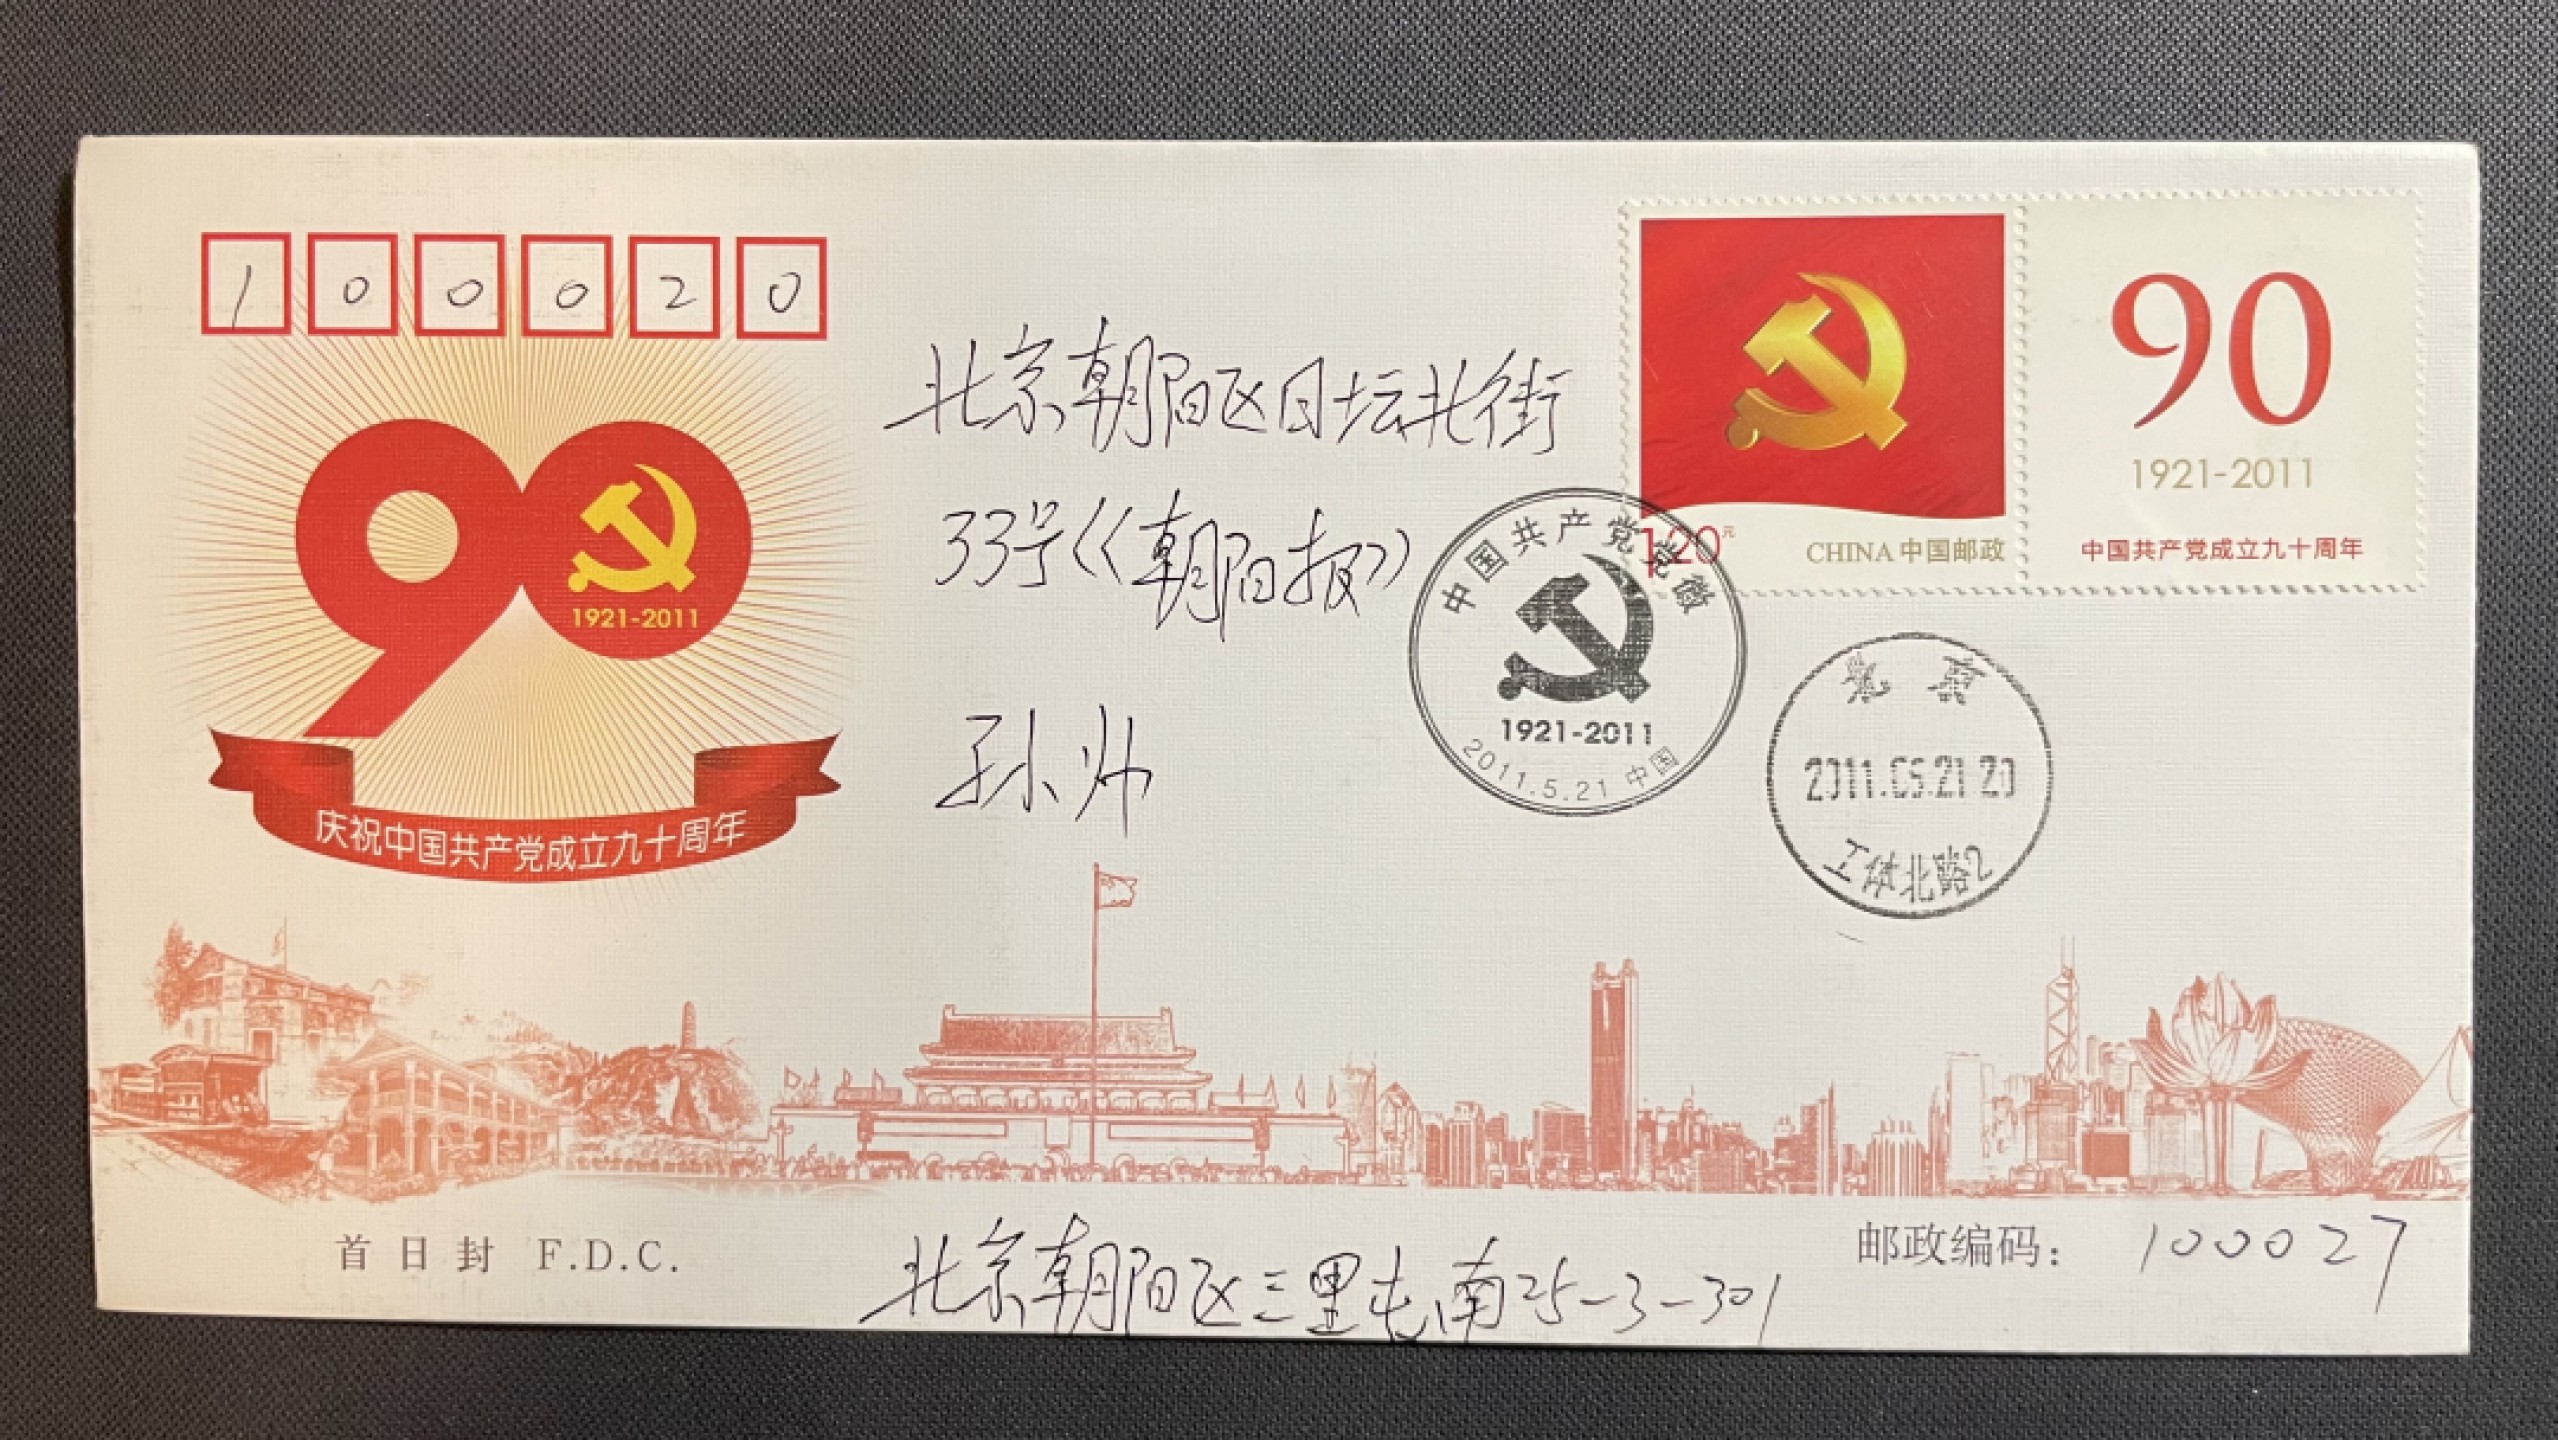 100020
1921-2011
庆祝中国共产党成立九十周年
北京朝阳区日坛北街
33号《朝阳报》
孙帅
1.20元
CHINA 中国邮政
90
1921-2011
中国共产党成立九十周年
中国共产党党徽
1921-2011
2011.5.21 中国
北京
2011.05.21 20
工体北路2
首日封 F.D.C.
邮政编码：100027
北京朝阳区三里屯南25-3-301